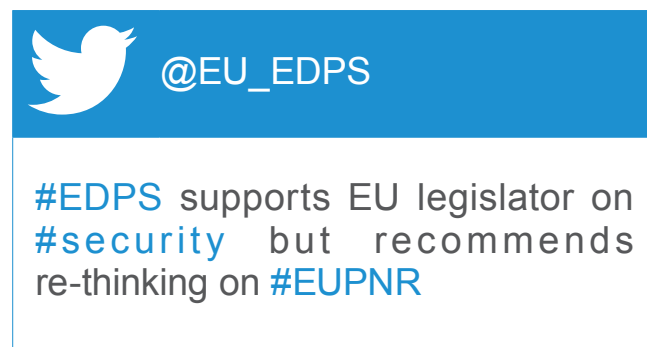 @EU_EDPS
#EDPS supports EU legislator on
#security but recommends
re-thinking on #EUPNR